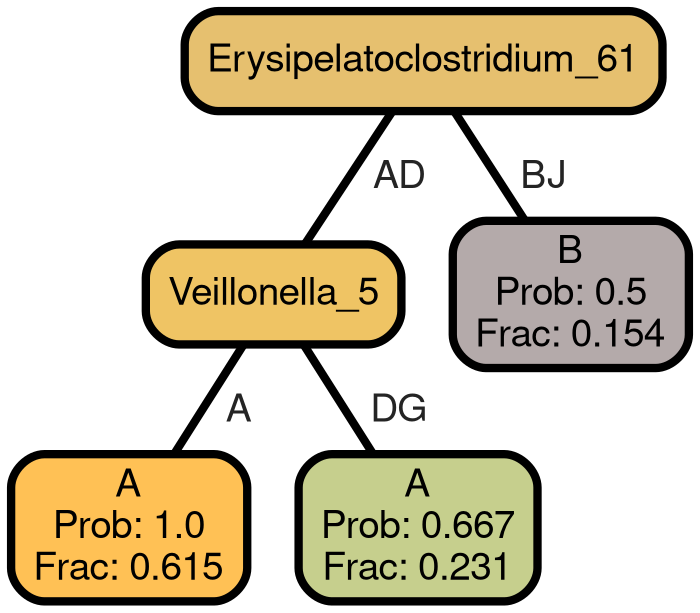 Erysipelatoclostridium_61
AD
BJ
Veillonella_5
B
Prob: 0.5
Frac: 0.154
A
DG
A
Prob: 1.0
Frac: 0.615
A
Prob: 0.667
Frac: 0.231